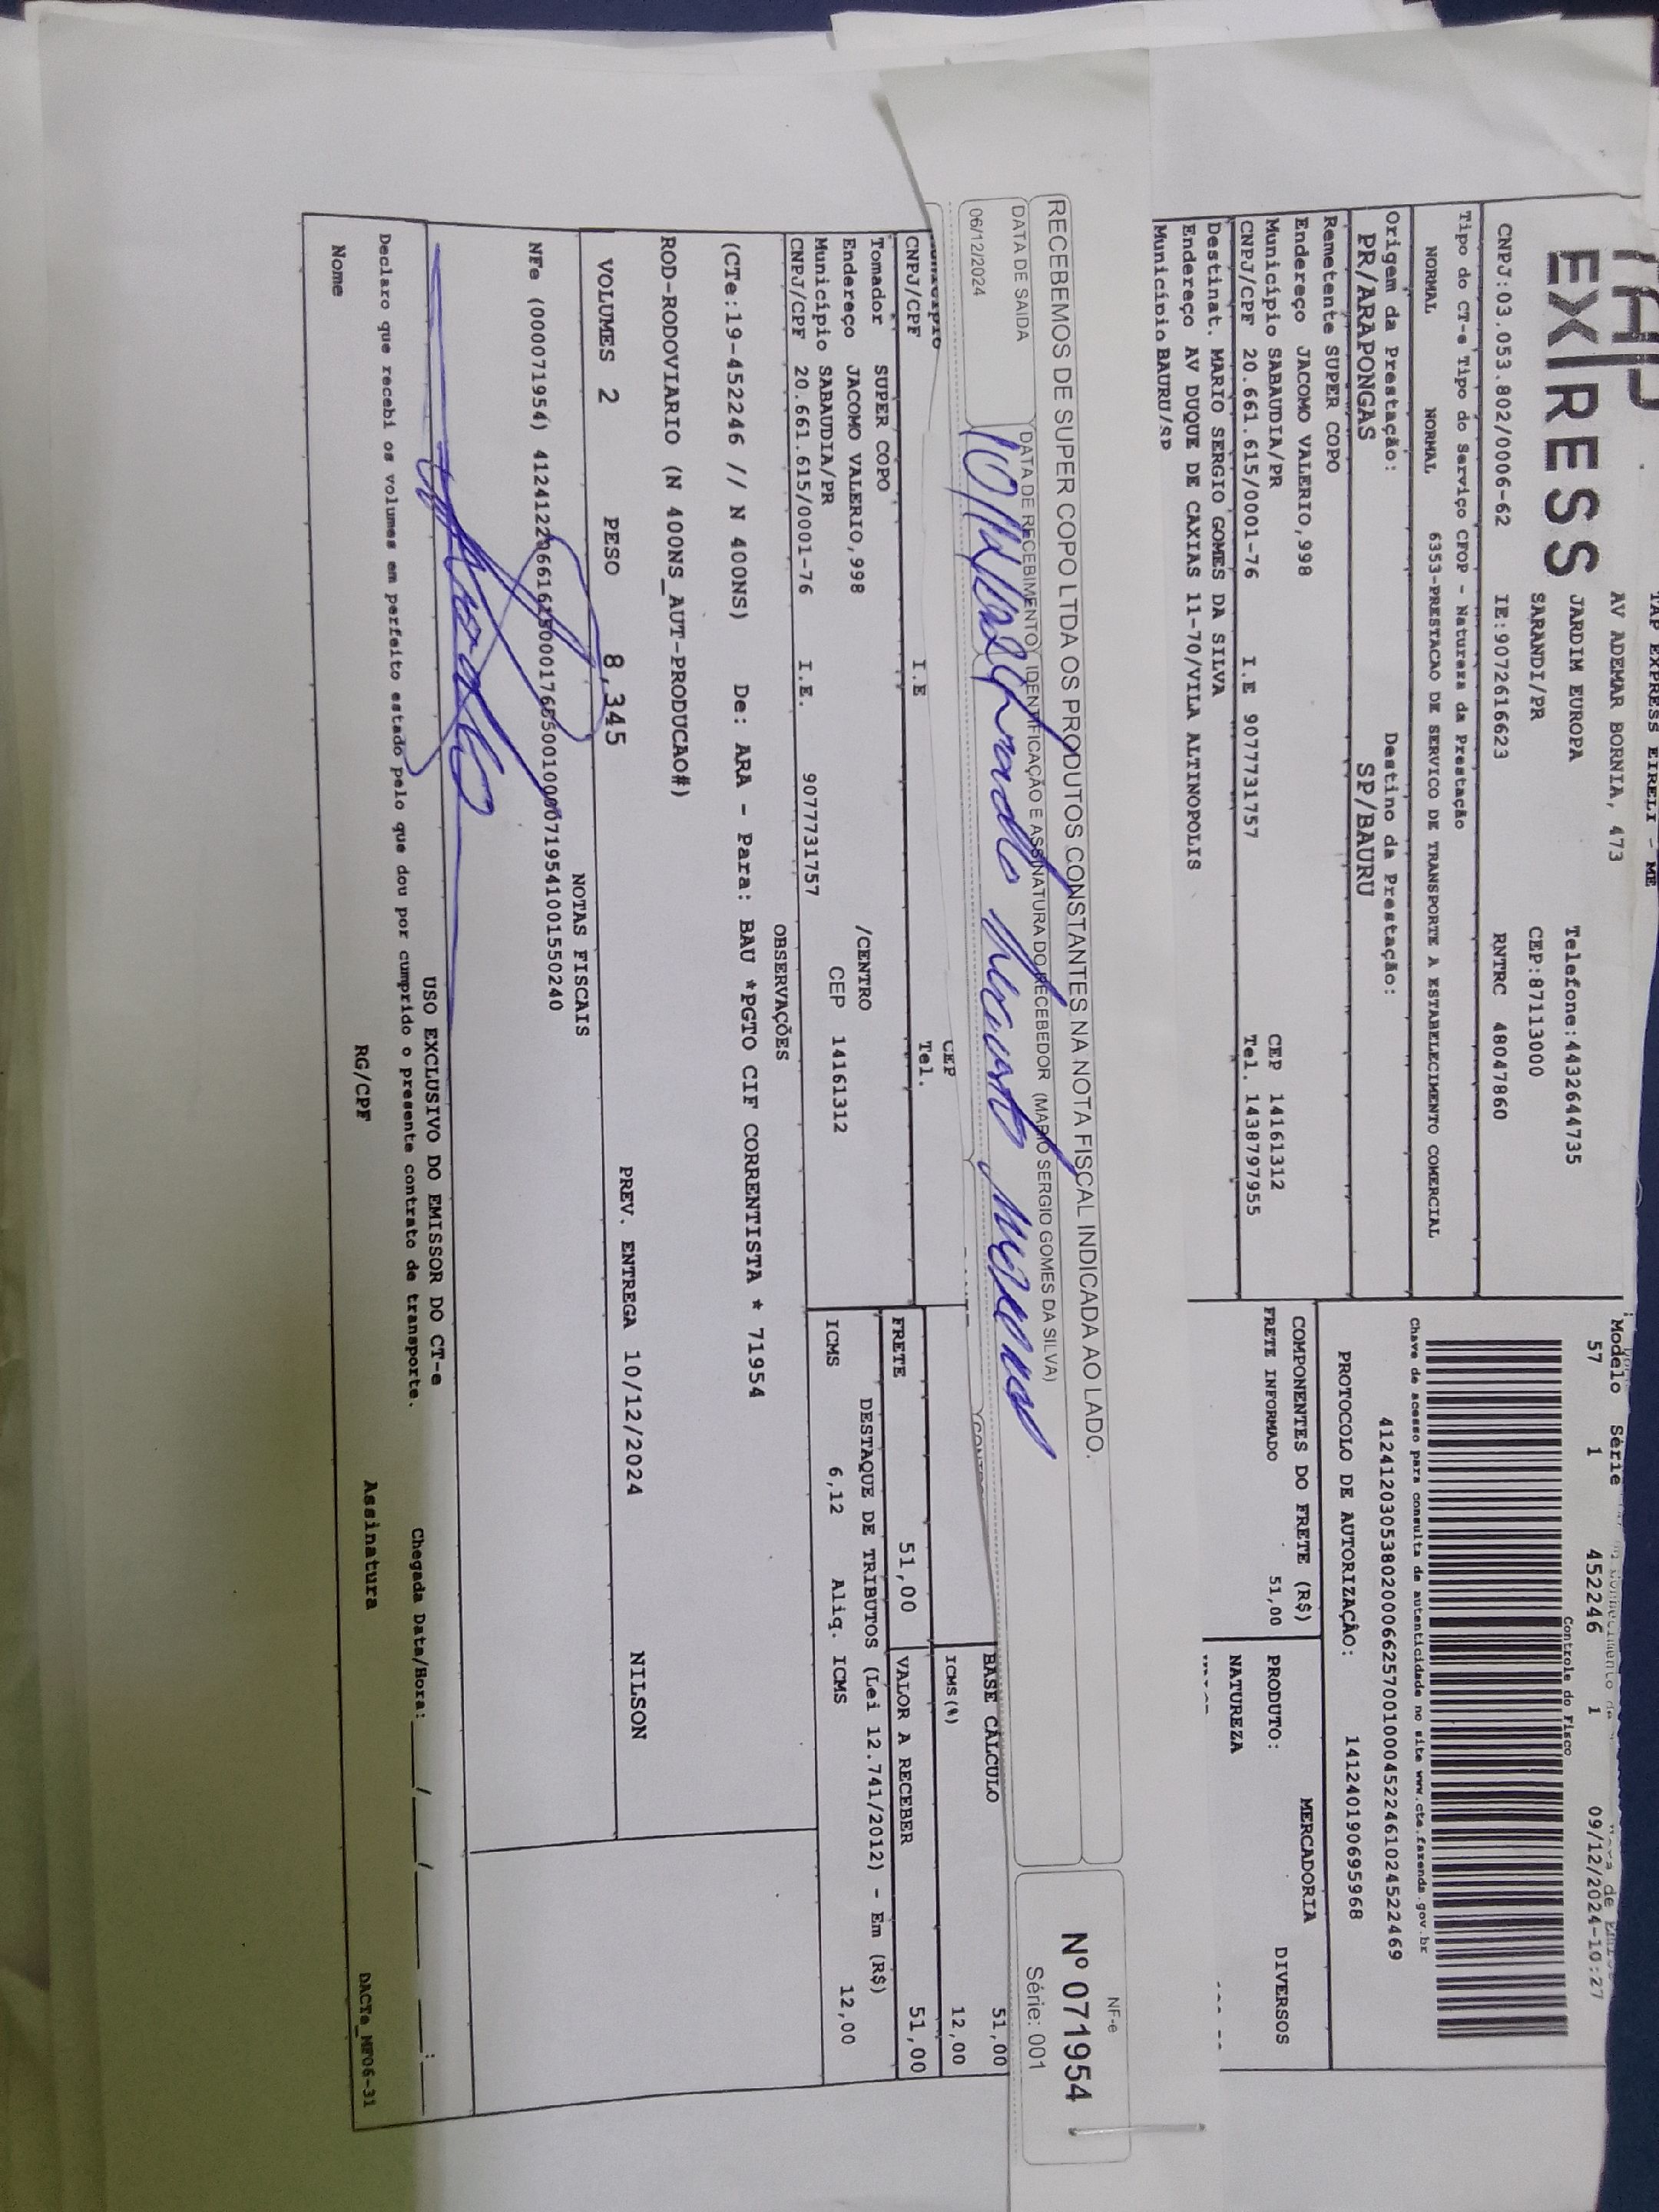 TAP EXPRESS EIRELI - ME
EXPRESS
AV ADEMAR BORNIA, 473
JARDIM EUROPA Telefone:4432644735
SARANDI/PR CEP:87113000
CNPJ:03.053.802/0006-62 IE:9072616623 RNTRC 48047860
Tipo do CT-e Tipo do Serviço CFOP - Natureza da Prestação
NORMAL NORMAL 6353-PRESTACAO DE SERVICO DE TRANSPORTE A ESTABELECIMENTO COMERCIAL
Origem da Prestação: Destino da Prestação:
PR/ARAPONGAS SP/BAURU
Remetente SUPER COPO
Endereço JACOMO VALERIO,998
Município SABAUDIA/PR CEP 14161312
CNPJ/CPF 20.661.615/0001-76 I.E 9077731757 Tel. 143879​7955
Destinat. MARIO SERGIO GOMES DA SILVA
Endereço AV DUQUE DE CAXIAS 11-70/VILA ALTINOPOLIS
Município BAURU/SP
Modelo Série
57 1 452246 1 09/12/2024-10:27
Controle do Fisco
Chave de acesso para consulta de autenticidade no site www.cte.fazenda.gov.br
41241203053802000662570010004522461024522469
PROTOCOLO DE AUTORIZAÇÃO: 141240190695968
COMPONENTES DO FRETE (R$) MERCADORIA
FRETE INFORMADO 51,00 PRODUTO: DIVERSOS
NATUREZA
RECEBEMOS DE SUPER COPO LTDA OS PRODUTOS CONSTANTES NA NOTA FISCAL INDICADA AO LADO.
DATA DE SAIDA DATA DE RECEBIMENTO IDENTIFICAÇÃO E ASSINATURA DO RECEBEDOR (MARIO SERGIO GOMES DA SILVA)
06/12/2024
NF-e
Nº 071954
Série: 001
Município CEP
CNPJ/CPF I.E Tel.
Tomador SUPER COPO
Endereço JACOMO VALERIO,998 /CENTRO
Município SABAUDIA/PR CEP 14161312
CNPJ/CPF 20.661.615/0001-76 I.E. 9077731757
BASE CÁLCULO 51,00
ICMS(%) 12,00
FRETE 51,00 VALOR A RECEBER 51,00
DESTAQUE DE TRIBUTOS (Lei 12.741/2012) - Em (R$)
ICMS 6,12 Aliq. ICMS 12,00
OBSERVAÇÕES
(CTe:19-452246 // N 400NS) De: ARA - Para: BAU *PGTO CIF CORRENTISTA * 71954
ROD-RODOVIARIO (N 400NS_AUT-PRODUCAO#)
VOLUMES 2 PESO 8,345 PREV. ENTREGA 10/12/2024 NILSON
NOTAS FISCAIS
NFe (000071954) 41241220661615000176550010000719541001550240
USO EXCLUSIVO DO EMISSOR DO CT-e
Declaro que recebi os volumes em perfeito estado pelo que dou por cumprido o presente contrato de transporte. Chegada Data/Hora:____/____/____ ____:____
Nome RG/CPF Assinatura DACTe_MF06-31